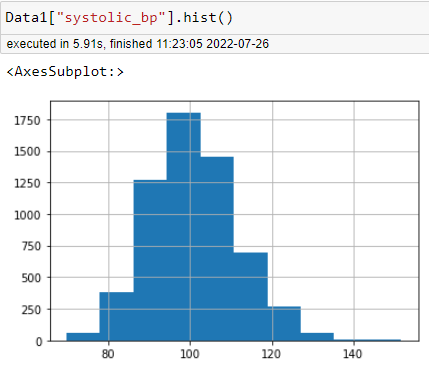 Data1["systolic_bp"].hist()
executed in 5.91s, finished 11:23:05 2022-07-26
<AxesSubplot:>
1750
1500
1250
1000
750
500
250
0
80 100 120 140